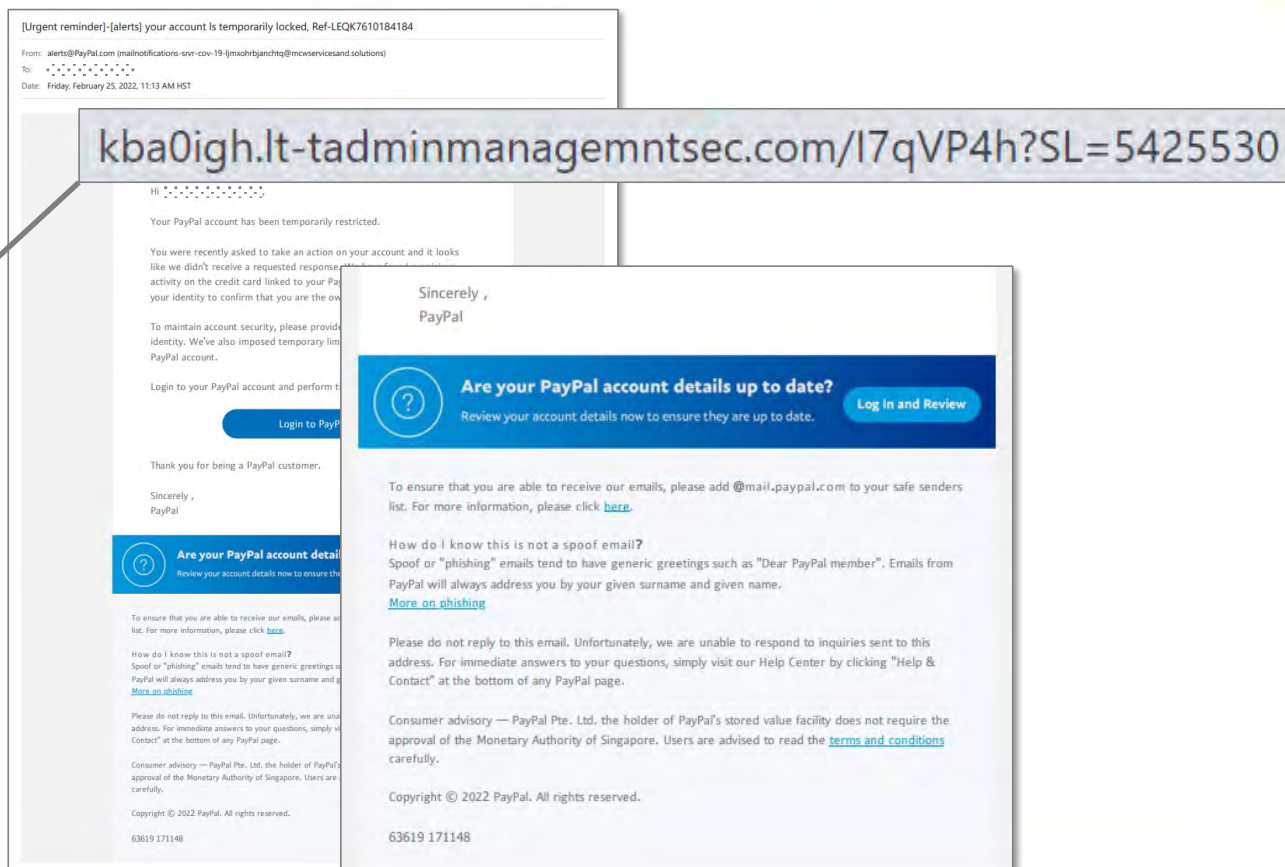 [Urgent reminder]-[alerts] your account Is temporarily locked, Ref-LEQK7610184184
From: alerts@PayPal.com (mailnotifications-srvr-cov-19-ljmxohrbjanchtq@mcwservicesand.solutions)
To:
Date: Friday, February 25, 2022, 11:13 AM HST
kba0igh.lt-tadminmanagemntsec.com/I7qVP4h?SL=5425530
Hi
Your PayPal account has been temporarily restricted.
You were recently asked to take an action on your account and it looks
like we didn't receive a requested response.
activity on the credit card linked to your Pay
your identity to confirm that you are the ow
To maintain account security, please provide
identity. We've also imposed temporary lim
PayPal account.
Login to your PayPal account and perform t
Login to PayP
Thank you for being a PayPal customer.
Sincerely ,
PayPal
Are your PayPal account detail
Review your account details now to ensure the
To ensure that you are able to receive our emails, please ad
list. For more information, please click here.
How do I know this is not a spoof email?
Spoof or "phishing" emails tend to have generic greetings s
PayPal will always address you by your given surname and g
More on phishing
Please do not reply to this email. Unfortunately, we are una
address. For immediate answers to your questions, simply vi
Contact" at the bottom of any PayPal page.
Consumer advisory — PayPal Pte. Ltd. the holder of PayPal's
approval of the Monetary Authority of Singapore. Users are
carefully.
Copyright © 2022 PayPal. All rights reserved.
63619 171148
Sincerely ,
PayPal
Are your PayPal account details up to date?
Review your account details now to ensure they are up to date.
Log In and Review
To ensure that you are able to receive our emails, please add @mail.paypal.com to your safe senders
list. For more information, please click here.
How do I know this is not a spoof email?
Spoof or "phishing" emails tend to have generic greetings such as "Dear PayPal member". Emails from
PayPal will always address you by your given surname and given name.
More on phishing
Please do not reply to this email. Unfortunately, we are unable to respond to inquiries sent to this
address. For immediate answers to your questions, simply visit our Help Center by clicking "Help &
Contact" at the bottom of any PayPal page.
Consumer advisory — PayPal Pte. Ltd. the holder of PayPal's stored value facility does not require the
approval of the Monetary Authority of Singapore. Users are advised to read the terms and conditions
carefully.
Copyright © 2022 PayPal. All rights reserved.
63619 171148